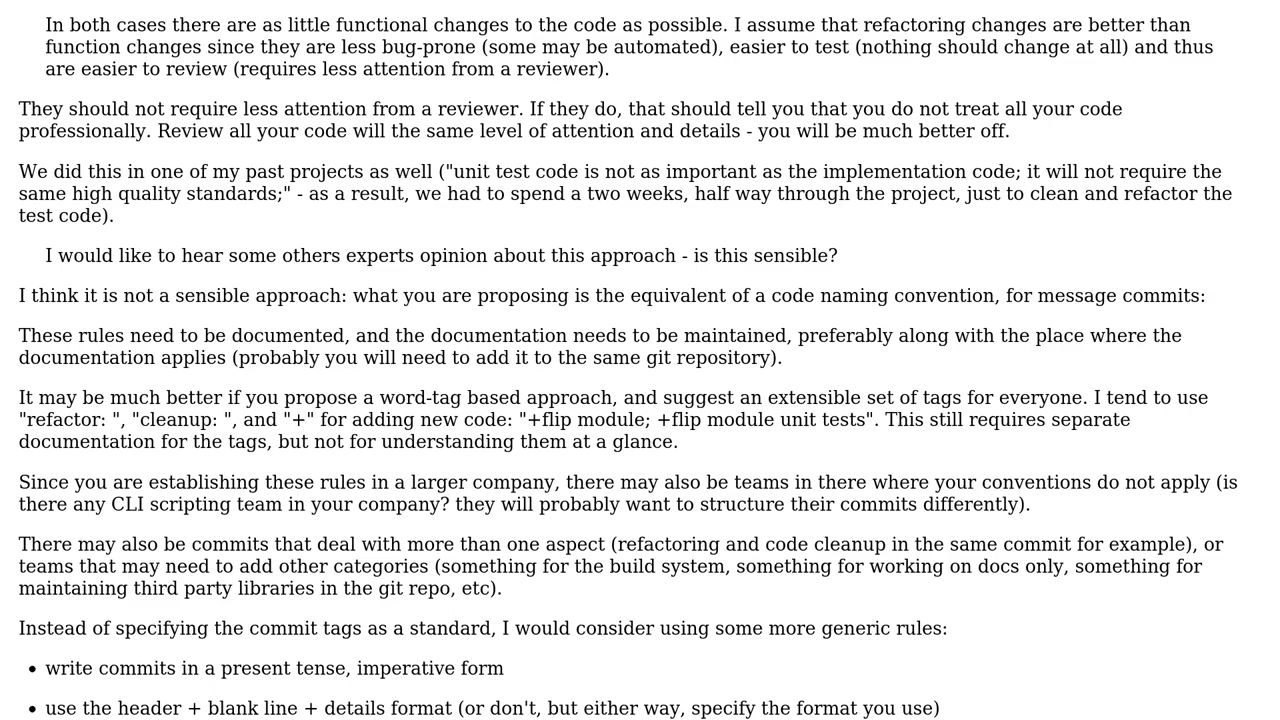 In both cases there are as little functional changes to the code as possible. I assume that refactoring changes are better than
function changes since they are less bug-prone (some may be automated), easier to test (nothing should change at all) and thus
are easier to review (requires less attention from a reviewer).
They should not require less attention from a reviewer. If they do, that should tell you that you do not treat all your code
professionally. Review all your code will the same level of attention and details - you will be much better off.
We did this in one of my past projects as well ("unit test code is not as important as the implementation code; it will not require the
same high quality standards;" - as a result, we had to spend a two weeks, half way through the project, just to clean and refactor the
test code).
I would like to hear some others experts opinion about this approach - is this sensible?
I think it is not a sensible approach: what you are proposing is the equivalent of a code naming convention, for message commits:
These rules need to be documented, and the documentation needs to be maintained, preferably along with the place where the
documentation applies (probably you will need to add it to the same git repository).
It may be much better if you propose a word-tag based approach, and suggest an extensible set of tags for everyone. I tend to use
"refactor: ", "cleanup: ", and "+" for adding new code: "+flip module; +flip module unit tests". This still requires separate
documentation for the tags, but not for understanding them at a glance.
Since you are establishing these rules in a larger company, there may also be teams in there where your conventions do not apply (is
there any CLI scripting team in your company? they will probably want to structure their commits differently).
There may also be commits that deal with more than one aspect (refactoring and code cleanup in the same commit for example), or
teams that may need to add other categories (something for the build system, something for working on docs only, something for
maintaining third party libraries in the git repo, etc).
Instead of specifying the commit tags as a standard, I would consider using some more generic rules:
• write commits in a present tense, imperative form
• use the header + blank line + details format (or don't, but either way, specify the format you use)